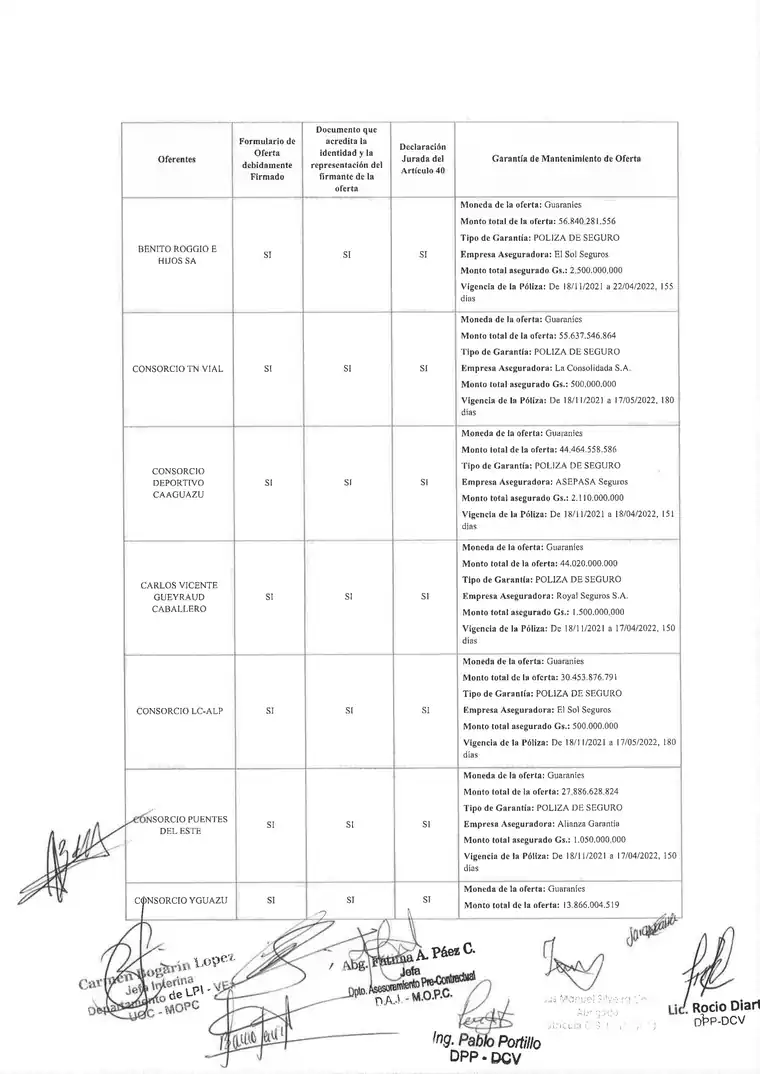 Oferentes
Formulario de
Oferta
debidamente
Firmado
Documento que
acredita la
identidad y la
representación del
firmante de la
oferta
Declaración
Jurada del
Artículo 40
Garantía de Mantenimiento de Oferta
BENITO ROGGIO E
HIJOS SA
SI
SI
SI
Moneda de la oferta: Guaraníes
Monto total de la oferta: 56.840.281.556
Tipo de Garantía: POLIZA DE SEGURO
Empresa Aseguradora: El Sol Seguros
Monto total asegurado Gs.: 2.500.000.000
Vigencia de la Póliza: De 18/11/2021 a 22/04/2022, 155
días
CONSORCIO TN VIAL
SI
SI
SI
Moneda de la oferta: Guaraníes
Monto total de la oferta: 55.637.546.864
Tipo de Garantía: POLIZA DE SEGURO
Empresa Aseguradora: La Consolidada S.A.
Monto total asegurado Gs.: 500.000.000
Vigencia de la Póliza: De 18/11/2021 a 17/05/2022, 180
días
CONSORCIO
DEPORTIVO
CAAGUAZU
SI
SI
SI
Moneda de la oferta: Guaraníes
Monto total de la oferta: 44.464.558.586
Tipo de Garantía: POLIZA DE SEGURO
Empresa Aseguradora: ASEPASA Seguros
Monto total asegurado Gs.: 2.110.000.000
Vigencia de la Póliza: De 18/11/2021 a 18/04/2022, 151
días
CARLOS VICENTE
GUEYRAUD
CABALLERO
SI
SI
SI
Moneda de la oferta: Guaraníes
Monto total de la oferta: 44.020.000.000
Tipo de Garantía: POLIZA DE SEGURO
Empresa Aseguradora: Royal Seguros S.A.
Monto total asegurado Gs.: 1.500.000.000
Vigencia de la Póliza: De 18/11/2021 a 17/04/2022, 150
días
CONSORCIO LC-ALP
SI
SI
SI
Moneda de la oferta: Guaraníes
Monto total de la oferta: 30.453.876.791
Tipo de Garantía: POLIZA DE SEGURO
Empresa Aseguradora: El Sol Seguros
Monto total asegurado Gs.: 500.000.000
Vigencia de la Póliza: De 18/11/2021 a 17/05/2022, 180
días
CONSORCIO PUENTES
DEL ESTE
SI
SI
SI
Moneda de la oferta: Guaraníes
Monto total de la oferta: 27.886.628.824
Tipo de Garantía: POLIZA DE SEGURO
Empresa Aseguradora: Alianza Garantía
Monto total asegurado Gs.: 1.050.000.000
Vigencia de la Póliza: De 18/11/2021 a 17/04/2022, 150
días
CONSORCIO YGUAZU
SI
SI
SI
Moneda de la oferta: Guaraníes
Monto total de la oferta: 13.866.004.519
Carmen Bogarín Lopez
Jefa Interina
Departamento de LPI - VES
UOC - MOPC
Abg. Fátima A. Páez C.
Jefa
Dpto. Asesoramiento Pre-Contractual
D.A.J. - M.O.P.C.
Ing. Pablo Portillo
DPP - DCV
Abogado
Lic. Rocio Diart
DPP-DCV